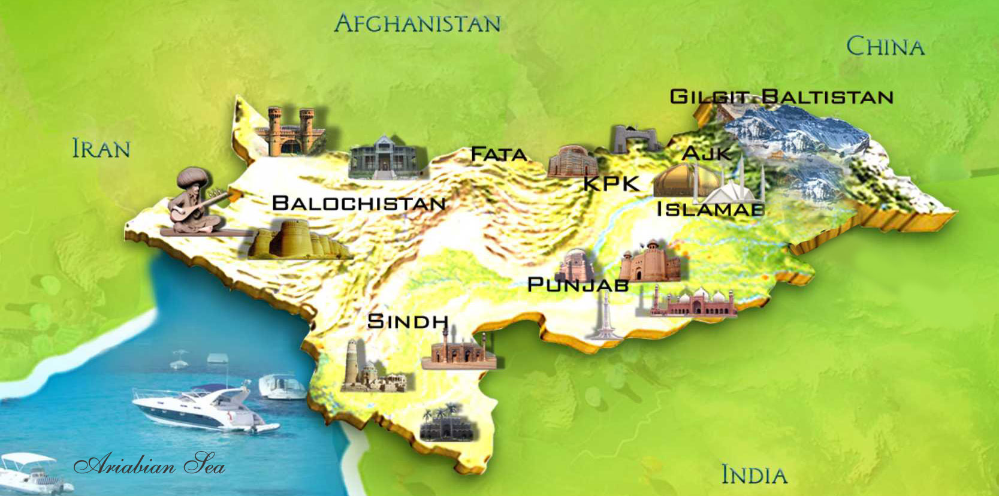 AFGHANISTAN
CHINA
GILGIT BALTISTAN
IRAN
FATA
AJK
KPK
BALOCHISTAN
ISLAMAB
PUNJAB
SINDH
Ariabian Sea
INDIA